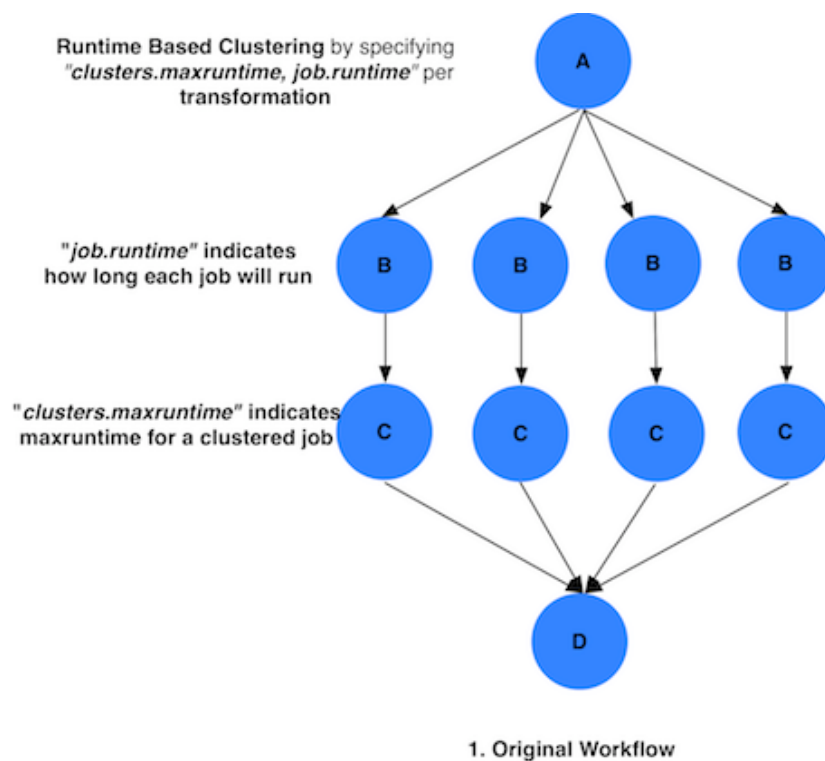 Runtime Based Clustering by specifying
"clusters.maxruntime, job.runtime" per
transformation
A
"job.runtime" indicates
how long each job will run
B
B
B
B
"clusters.maxruntime" indicates
maxruntime for a clustered job
C
C
C
C
D
1. Original Workflow